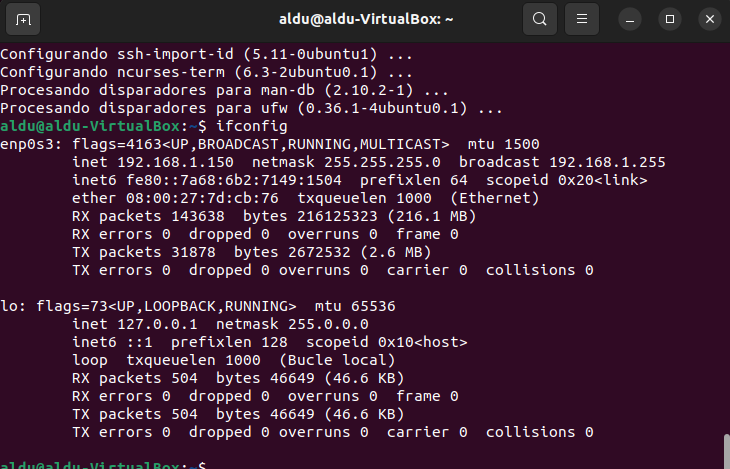 aldu@aldu-VirtualBox: ~
Configurando ssh-import-id (5.11-0ubuntu1) ...
Configurando ncurses-term (6.3-2ubuntu0.1) ...
Procesando disparadores para man-db (2.10.2-1) ...
Procesando disparadores para ufw (0.36.1-4ubuntu0.1) ...
aldu@aldu-VirtualBox:~$ ifconfig
enp0s3: flags=4163<UP,BROADCAST,RUNNING,MULTICAST>  mtu 1500
        inet 192.168.1.150  netmask 255.255.255.0  broadcast 192.168.1.255
        inet6 fe80::7a68:6b2:7149:1504  prefixlen 64  scopeid 0x20<link>
        ether 08:00:27:7d:cb:76  txqueuelen 1000  (Ethernet)
        RX packets 143638  bytes 216125323 (216.1 MB)
        RX errors 0  dropped 0  overruns 0  frame 0
        TX packets 31878  bytes 2672532 (2.6 MB)
        TX errors 0  dropped 0 overruns 0  carrier 0  collisions 0

lo: flags=73<UP,LOOPBACK,RUNNING>  mtu 65536
        inet 127.0.0.1  netmask 255.0.0.0
        inet6 ::1  prefixlen 128  scopeid 0x10<host>
        loop  txqueuelen 1000  (Bucle local)
        RX packets 504  bytes 46649 (46.6 KB)
        RX errors 0  dropped 0  overruns 0  frame 0
        TX packets 504  bytes 46649 (46.6 KB)
        TX errors 0  dropped 0 overruns 0  carrier 0  collisions 0

aldu@aldu-VirtualBox:~$